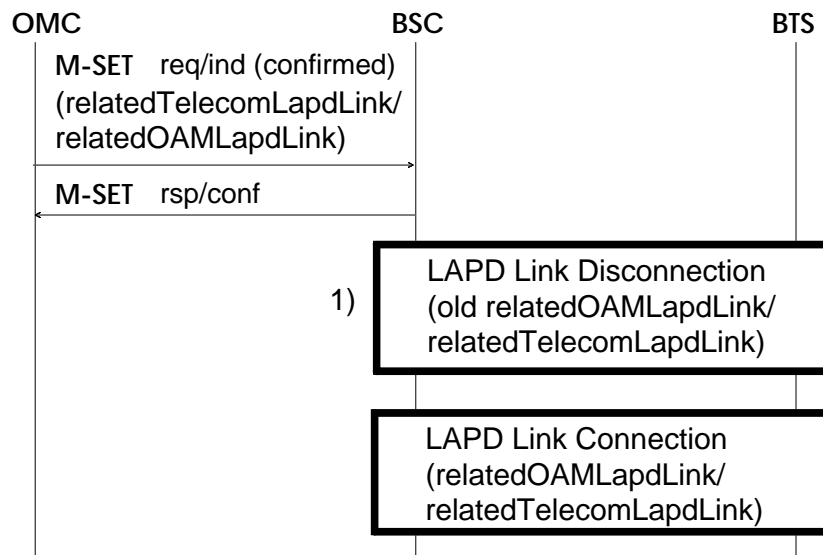 OMC BSC BTS
M-SET req/ind (confirmed)
(relatedTelecomLapdLink/
relatedOAMLapdLink)
M-SET rsp/conf
1)
LAPD Link Disconnection
(old relatedOAMLapdLink/
relatedTelecomLapdLink)
LAPD Link Connection
(relatedOAMLapdLink/
relatedTelecomLapdLink)